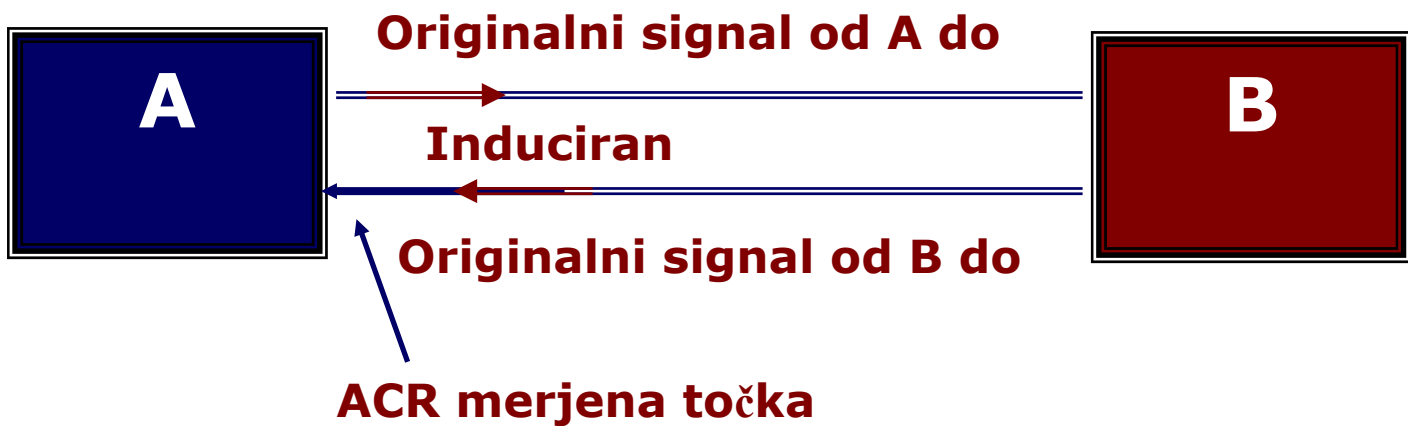 Originalni signal od A do
A
B
Induciran
Originalni signal od B do
ACR merjena točka